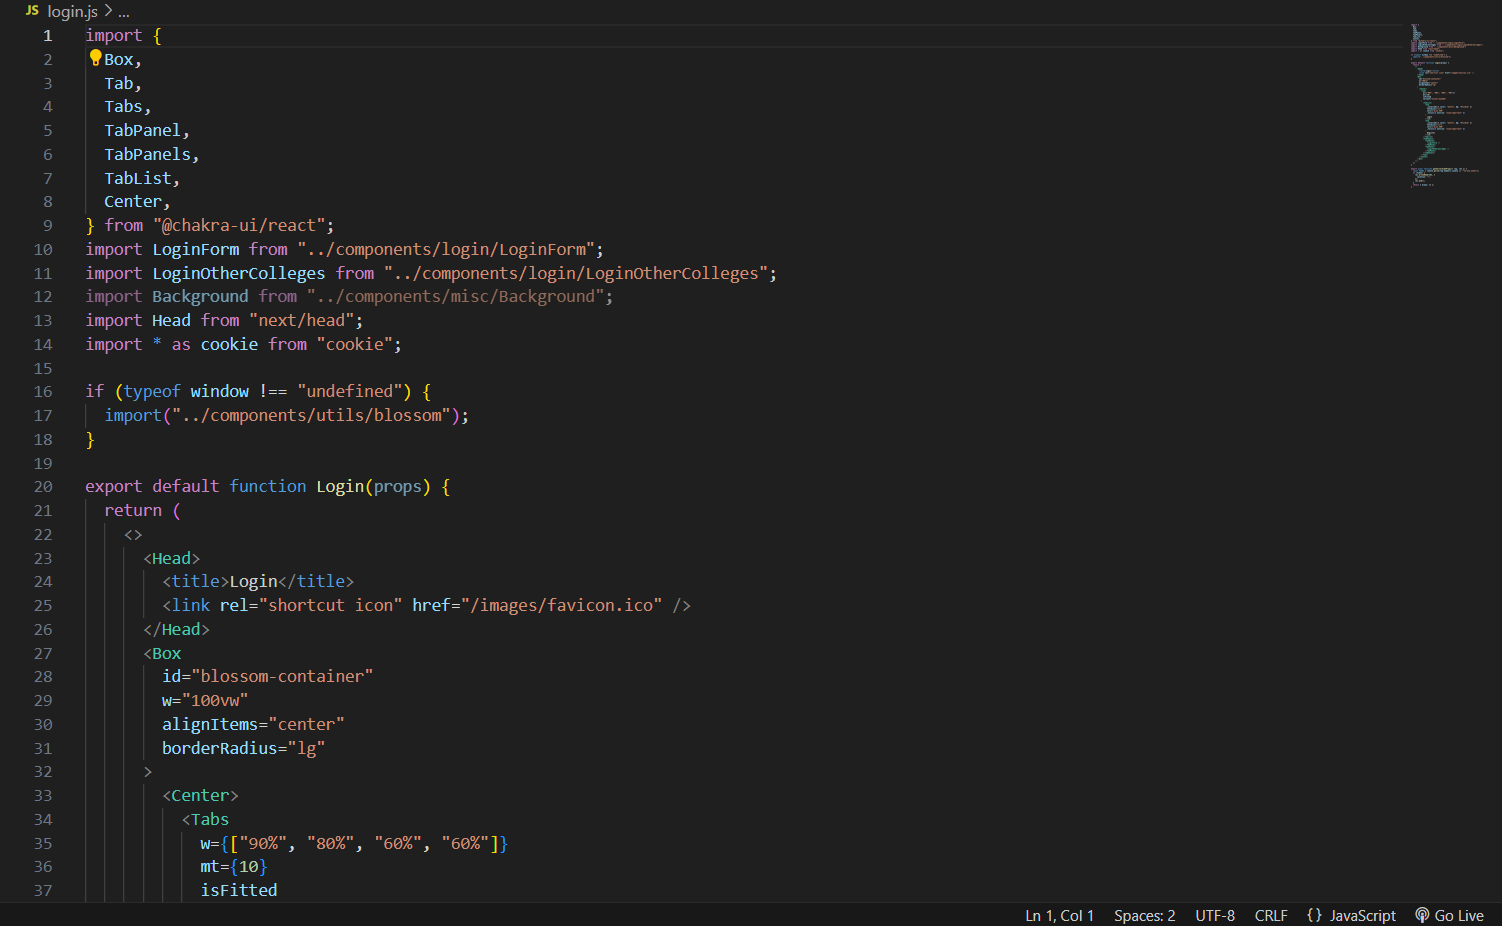 JS login.js > ...
1 import {
2 Box,
3 Tab,
4 Tabs,
5 TabPanel,
6 TabPanels,
7 TabList,
8 Center,
9 } from "@chakra-ui/react";
10 import LoginForm from "../components/login/LoginForm";
11 import LoginOtherColleges from "../components/login/LoginOtherColleges";
12 import Background from "../components/misc/Background";
13 import Head from "next/head";
14 import * as cookie from "cookie";
15
16 if (typeof window !== "undefined") {
17 import("../components/utils/blossom");
18 }
19
20 export default function Login(props) {
21 return (
22 <>
23 <Head>
24 <title>Login</title>
25 <link rel="shortcut icon" href="/images/favicon.ico" />
26 </Head>
27 <Box
28 id="blossom-container"
29 w="100vw"
30 alignItems="center"
31 borderRadius="lg"
32 >
33 <Center>
34 <Tabs
35 w={["90%", "80%", "60%", "60%"]}
36 mt={10}
37 isFitted
Ln 1, Col 1 Spaces: 2 UTF-8 CRLF {} JavaScript Go Live